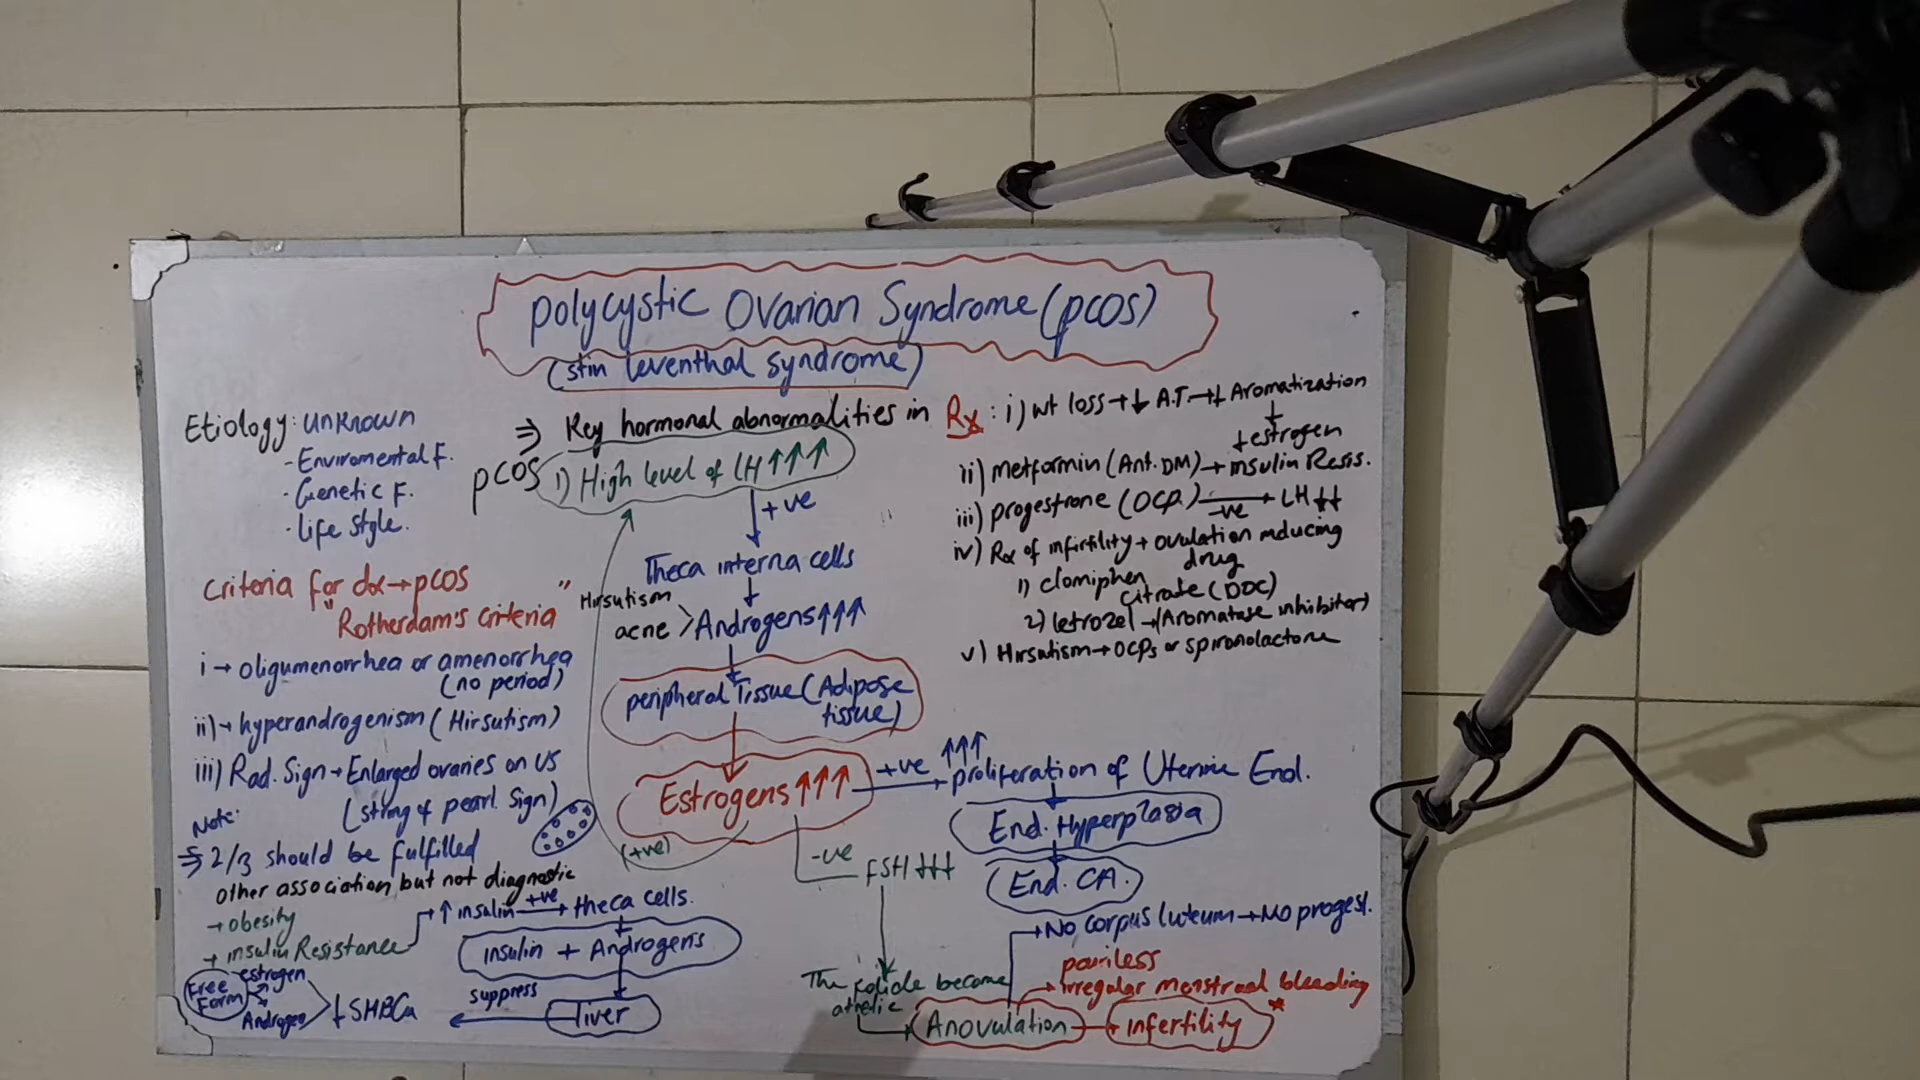 polycystic Ovarian Syndrome (pcos)
(stin leventhal syndrome)
Etiology: unknown
- Enviromental F.
- Genetic F.
- Life style.
Criteria for dx → pcos
"Rotherdam's criteria"
i → oligumenorrhea or amenorrhea
(no period)
ii) → hyperandrogenism (Hirsutism)
iii) Rad. Sign → Enlarged ovaries on US
(string of pearl sign)
Note:
⇒ 2/3 should be fulfilled
other association but not diagnostic
→ obesity
→ insulin Resistance
→ ↑ insulin +ve → theca cells.
insulin + Androgens
suppress
liver
↓ SHBG
Free Form
estrogen
Androgen
⇒ Key hormonal abnormalities in
pcos
1) High level of LH ↑↑↑
+ve
Theca interna cells
Hirsutism
acne > Androgens ↑↑↑
peripheral Tissue (Adipose
tissue)
Estrogens ↑↑↑
(+ve)
+ve → ↑↑↑ proliferation of Uterine End.
End. Hyperplasia
End. CA.
-ve FSH ↓↓↓
The folicle become
atretic
Anovulation → infertility *
→ No corpus luteum → No progest.
→ painless
irregular menstrual bleeding
Rx: i) wt loss → ↓ A.T. → ↓ Aromatization
↓ estrogen
ii) metformin (Ant. DM) → insulin Resis.
iii) progestrone (OCP) -ve → LH ↓↓
iv) Rx of infirtility → ovulation inducing
drug
1) clomiphen
citrate (DOC)
2) letrozel → (Aromatase inhibitor)
v) Hirsutism → OCPs or spironolactone